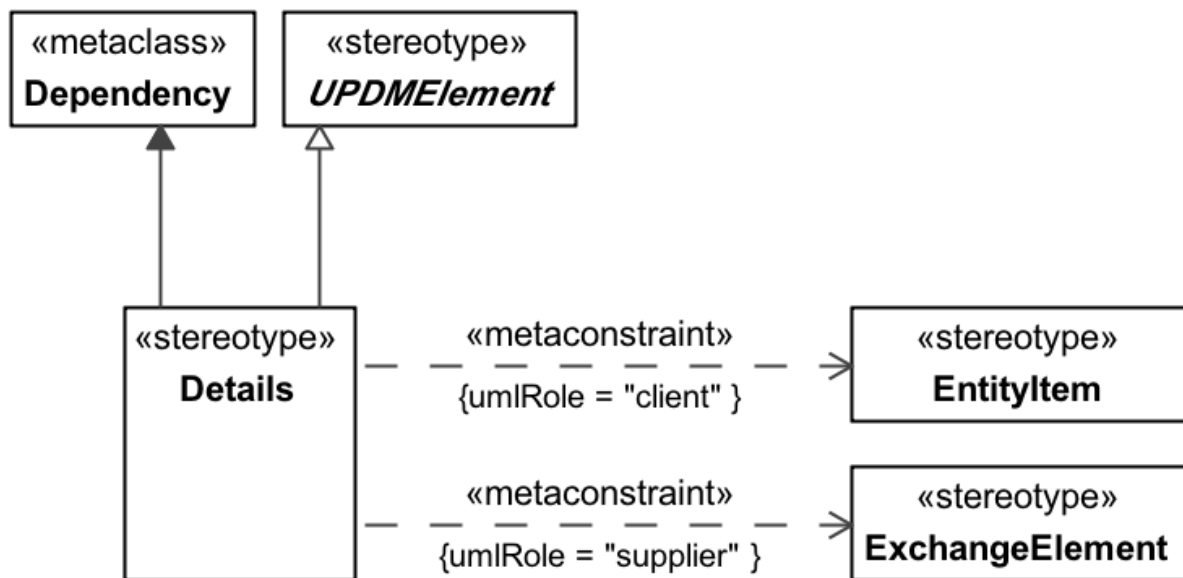 «metaclass»
Dependency
«stereotype»
UPDMElement
«stereotype»
Details
«metaconstraint»
{umlRole = "client" }
«stereotype»
EntityItem
«metaconstraint»
{umlRole = "supplier" }
«stereotype»
ExchangeElement